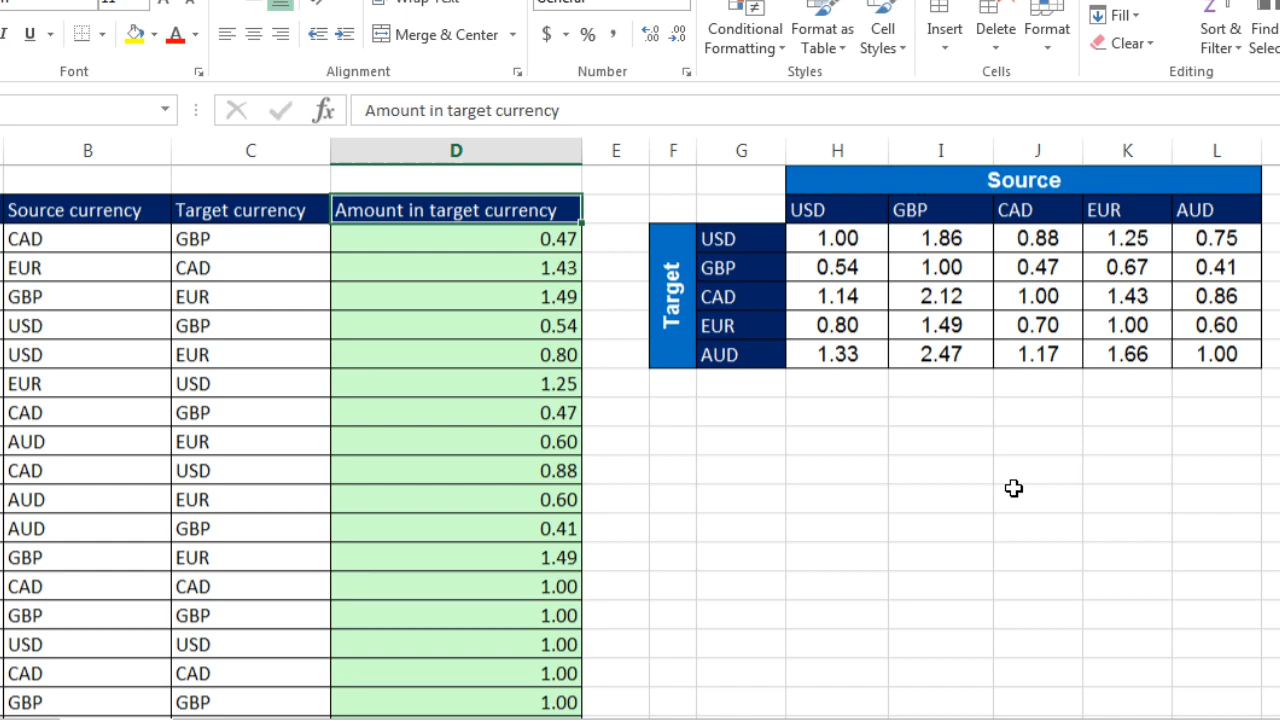 General
U
Merge & Center
$ % ,
Conditional Formatting
Format as Table
Cell Styles
Insert
Delete
Format
Fill
Clear
Sort & Filter
Font
Alignment
Number
Styles
Cells
Editing
fx
Amount in target currency
B C D E F G H I J K L
Source
Source currency Target currency Amount in target currency USD GBP CAD EUR AUD
Target
CAD GBP 0.47 USD 1.00 1.86 0.88 1.25 0.75
EUR CAD 1.43 GBP 0.54 1.00 0.47 0.67 0.41
GBP EUR 1.49 CAD 1.14 2.12 1.00 1.43 0.86
USD GBP 0.54 EUR 0.80 1.49 0.70 1.00 0.60
USD EUR 0.80 AUD 1.33 2.47 1.17 1.66 1.00
EUR USD 1.25
CAD GBP 0.47
AUD EUR 0.60
CAD USD 0.88
AUD EUR 0.60
AUD GBP 0.41
GBP EUR 1.49
CAD CAD 1.00
GBP GBP 1.00
USD USD 1.00
CAD CAD 1.00
GBP GBP 1.00